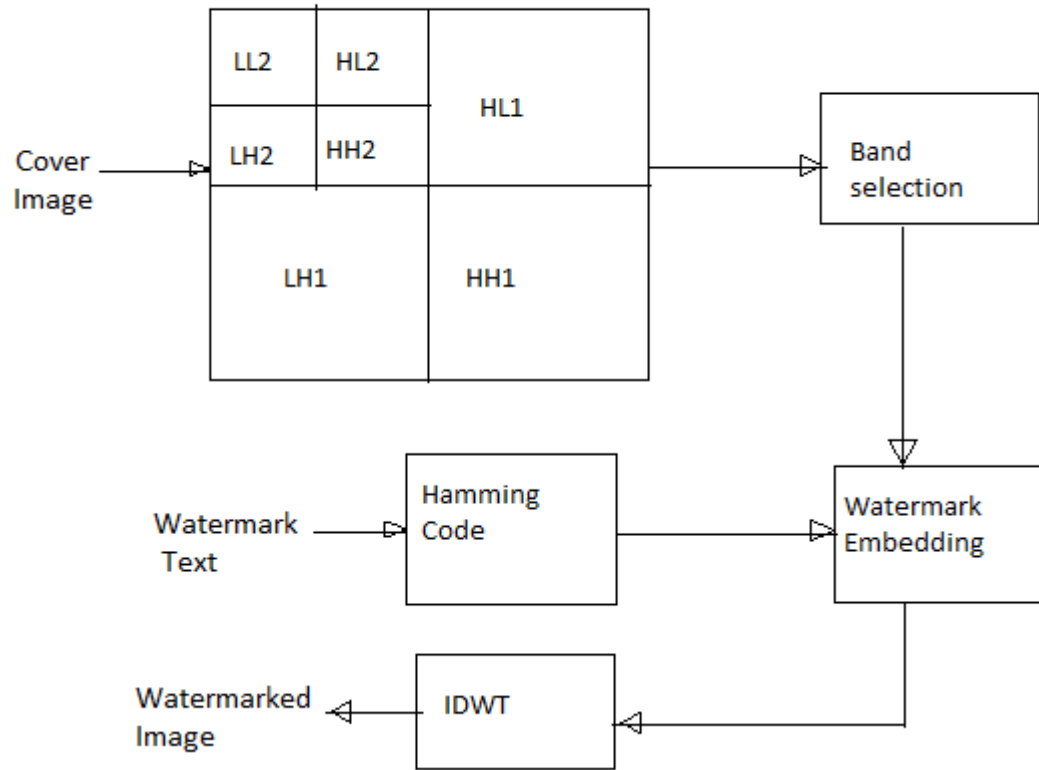 LL2
HL2
HL1
LH2
HH2
Cover
Image
Band
selection
LH1
HH1
Hamming
Code
Watermark
Text
Watermark
Embedding
IDWT
Watermarked
Image